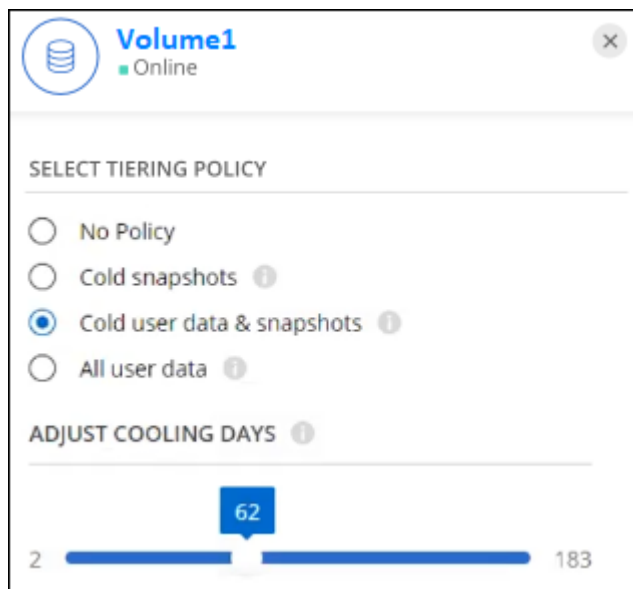 Volume1
Online
SELECT TIERING POLICY
No Policy
Cold snapshots
Cold user data & snapshots
All user data
ADJUST COOLING DAYS
62
2 183